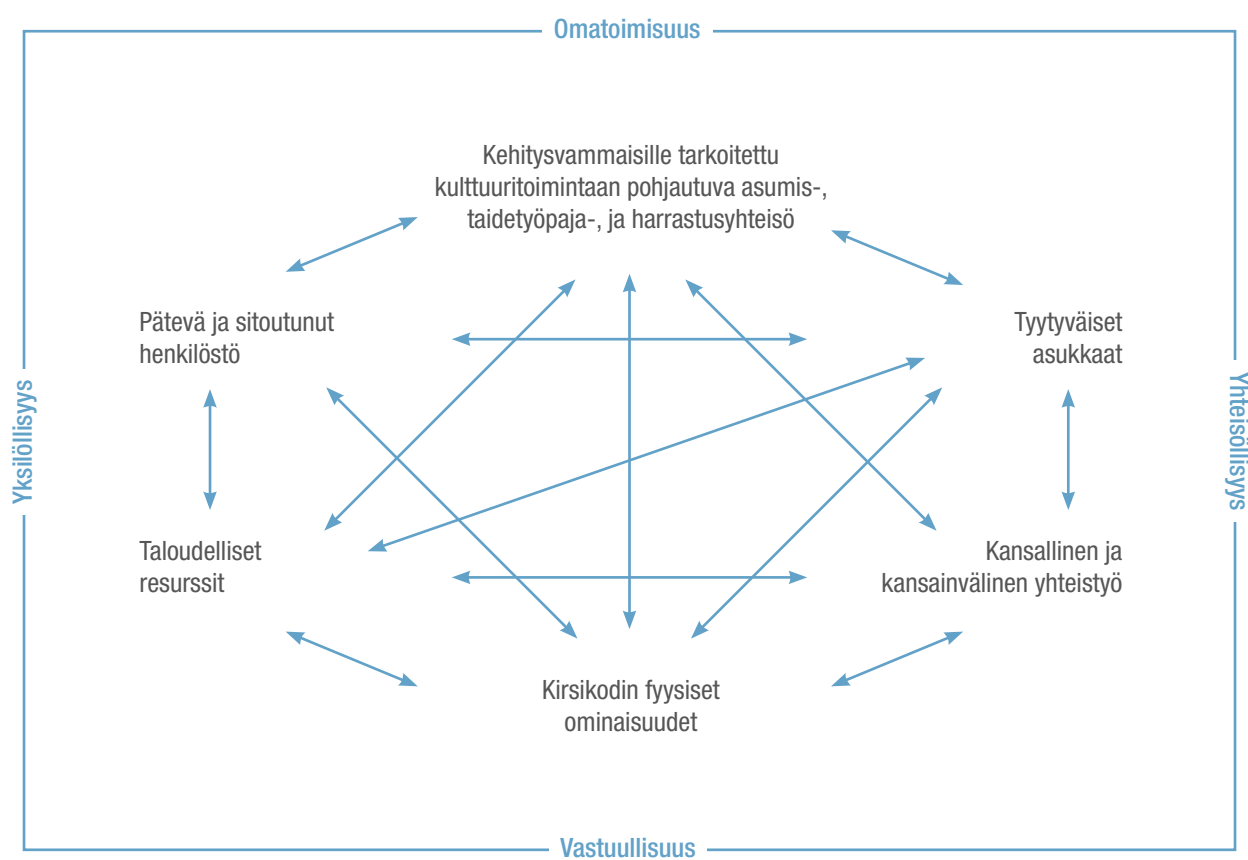 Omatoimisuus
Kehitysvammaisille tarkoitettu
kulttuuritoimintaan pohjautuva asumis-,
taidetyöpaja-, ja harrastusyhteisö
Pätevä ja sitoutunut
henkilöstö
Tyytyväiset
asukkaat
Yksilöllisyys
Yhteisöllisyys
Taloudelliset
resurssit
Kansallinen ja
kansainvälinen yhteistyö
Kirsikodin fyysiset
ominaisuudet
Vastuullisuus